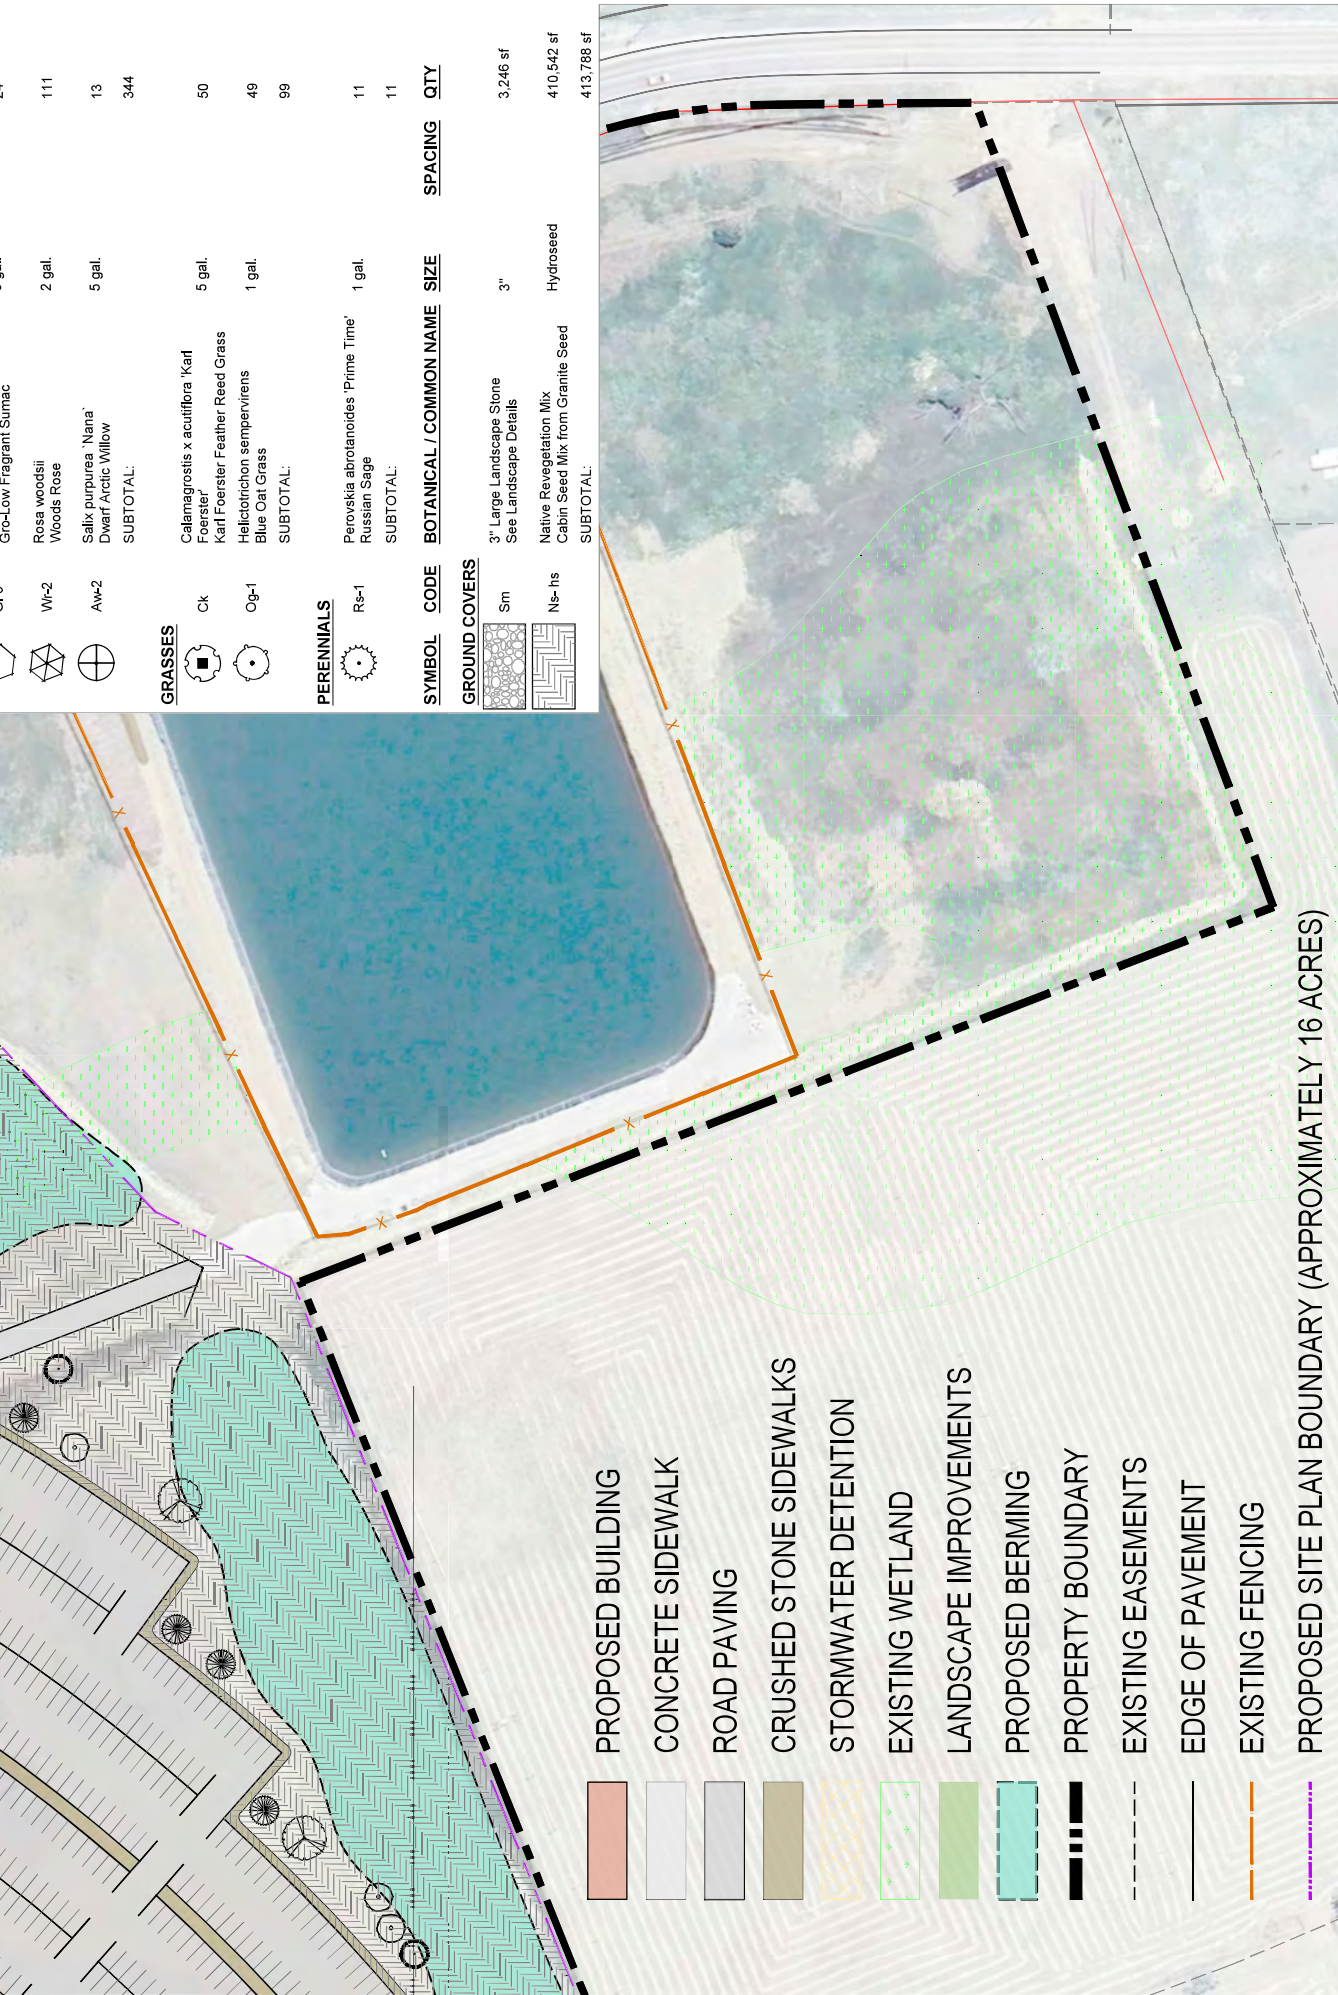 Gro-Low Fragrant Sumac
Wr-2 Rosa woodsii 2 gal. 111
Woods Rose
Aw-2 Salix purpurea `Nana` 5 gal. 13
Dwarf Arctic Willow
SUBTOTAL: 344
GRASSES
Ck Calamagrostis x acutiflora 'Karl 5 gal. 50
Foerster'
Karl Foerster Feather Reed Grass
Og-1 Helictotrichon sempervirens 1 gal. 49
Blue Oat Grass
SUBTOTAL: 99
PERENNIALS
Rs-1 Perovskia abrotanoides 'Prime Time' 1 gal. 11
Russian Sage
SUBTOTAL: 11
SYMBOL CODE BOTANICAL / COMMON NAME SIZE SPACING QTY
GROUND COVERS
Sm 3" Large Landscape Stone 3" 3,246 sf
See Landscape Details
Ns- hs Native Revegetation Mix Hydroseed 410,542 sf
Cabin Seed Mix from Granite Seed
SUBTOTAL: 413,788 sf
PROPOSED BUILDING
CONCRETE SIDEWALK
ROAD PAVING
CRUSHED STONE SIDEWALKS
STORMWATER DETENTION
EXISTING WETLAND
LANDSCAPE IMPROVEMENTS
PROPOSED BERMING
PROPERTY BOUNDARY
EXISTING EASEMENTS
EDGE OF PAVEMENT
EXISTING FENCING
PROPOSED SITE PLAN BOUNDARY (APPROXIMATELY 16 ACRES)